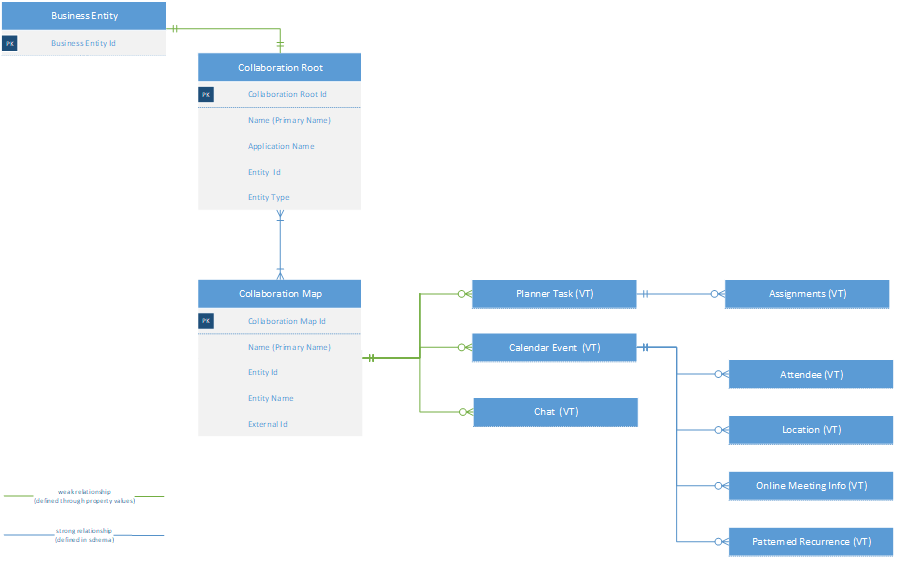 Business Entity
PK
Business Entity Id
Collaboration Root
PK
Collaboration Root Id
Name (Primary Name)
Application Name
Entity Id
Entity Type
Collaboration Map
PK
Collaboration Map Id
Name (Primary Name)
Entity Id
Entity Name
External Id
Planner Task (VT)
Assignments (VT)
Calendar Event (VT)
Attendee (VT)
Chat (VT)
Location (VT)
Online Meeting Info (VT)
Patterned Recurrence (VT)
weak relationship
(defined through property values)
strong relationship
(defined in schema)